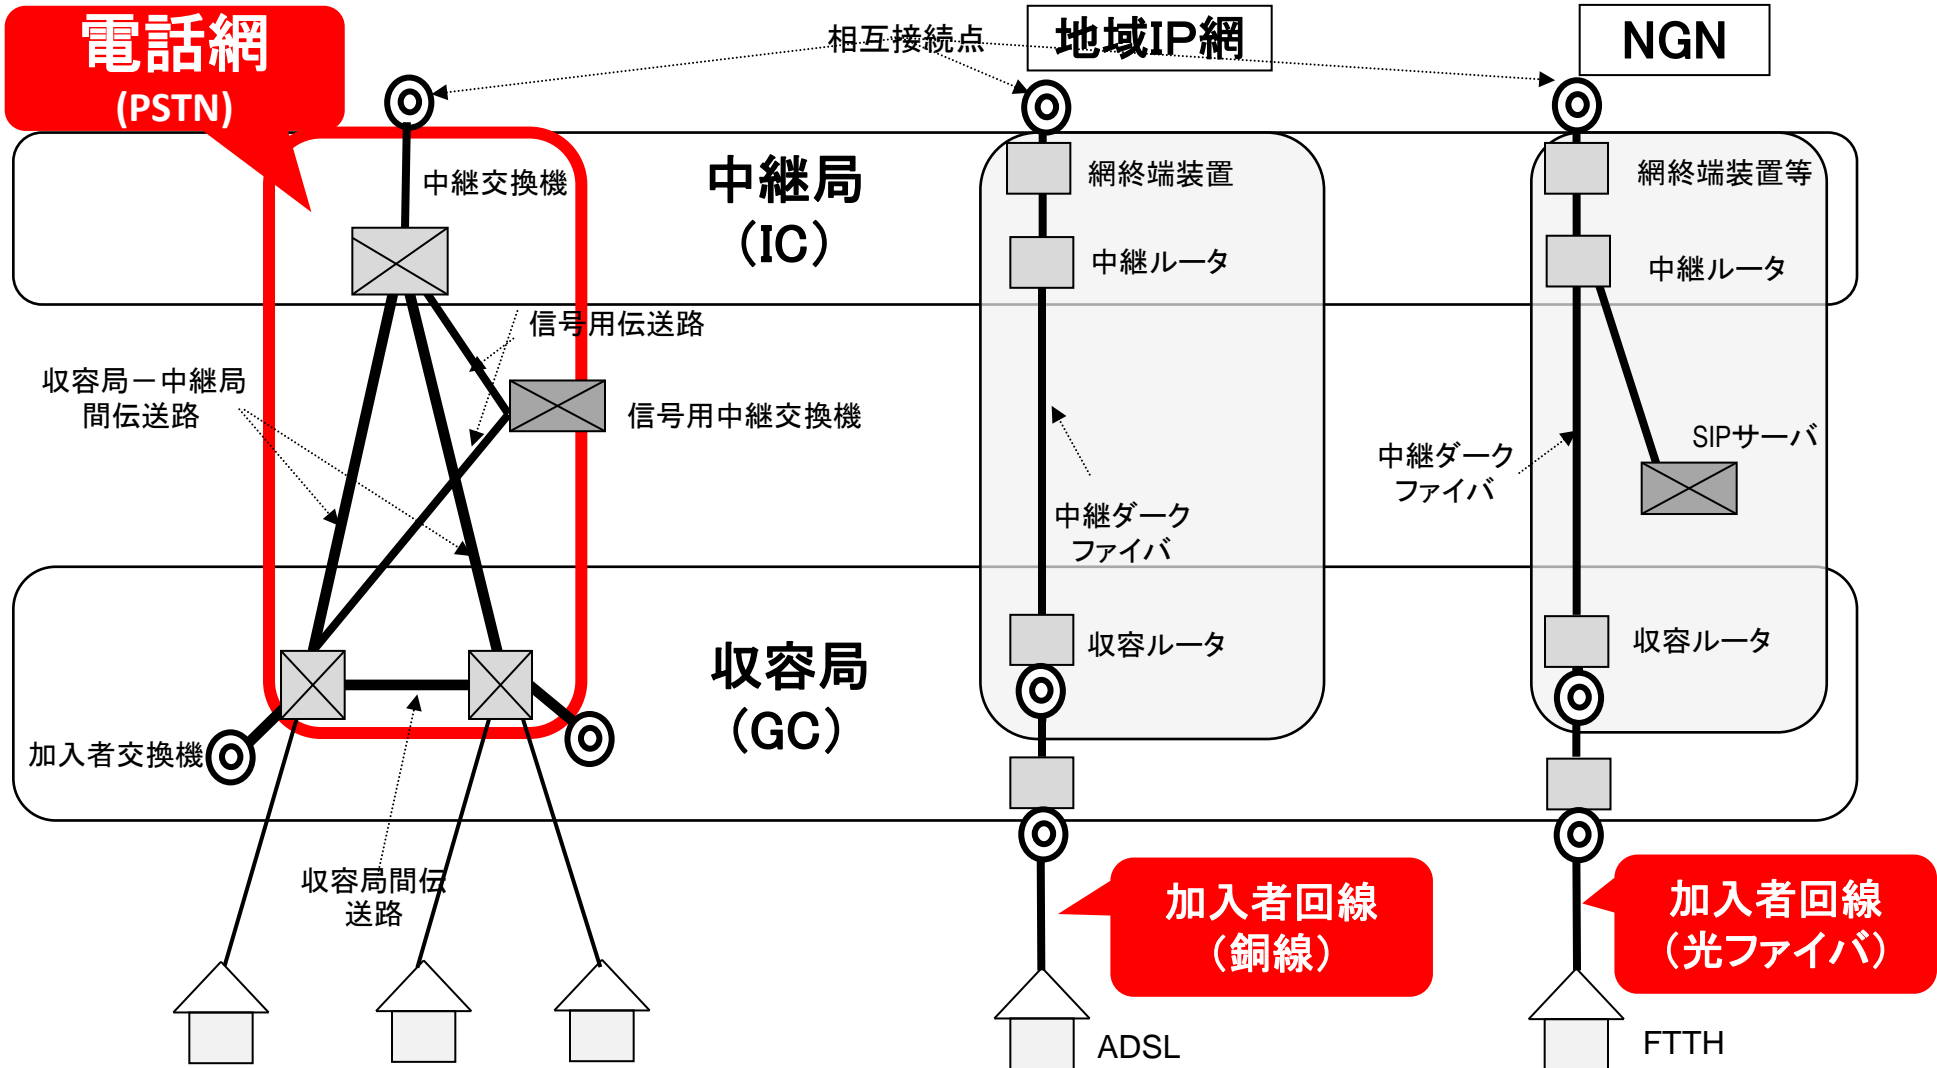 電話網
(PSTN)
相互接続点
地域IP網
NGN
中継交換機
中継局
（IC）
網終端装置
中継ルータ
網終端装置等
中継ルータ
信号用伝送路
収容局－中継局
間伝送路
信号用中継交換機
中継ダーク
ファイバ
中継ダーク
ファイバ
SIPサーバ
収容局
（GC）
収容ルータ
収容ルータ
加入者交換機
収容局間伝
送路
加入者回線
（銅線）
加入者回線
（光ファイバ）
ADSL
FTTH